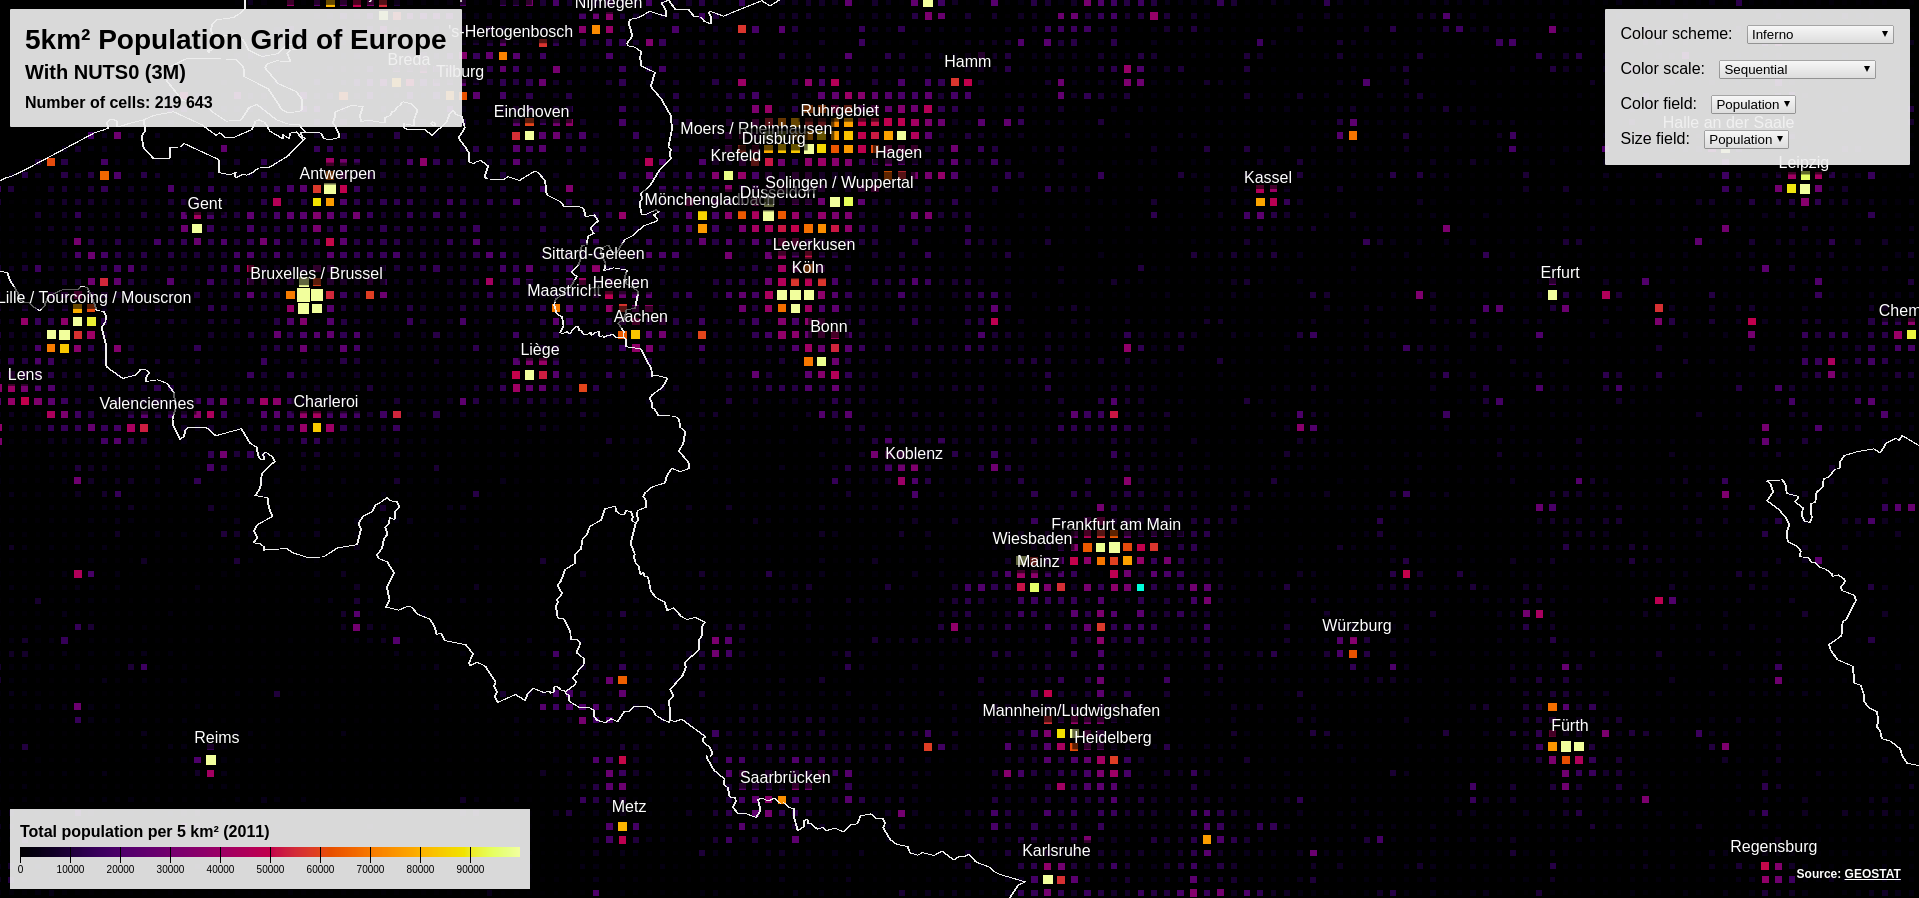 5km² Population Grid of Europe
With NUTS0 (3M)
Number of cells: 219 643
Colour scheme: Inferno
Color scale: Sequential
Color field: Population
Size field: Population
Halle an der Saale
Leipzig
Nijmegen
's-Hertogenbosch
Breda
Tilburg
Hamm
Eindhoven
Ruhrgebiet
Moers / Rheinhausen
Duisburg
Krefeld
Hagen
Antwerpen
Solingen / Wuppertal
Düsseldorf
Mönchengladbach
Kassel
Gent
Leverkusen
Sittard-Geleen
Köln
Bruxelles / Brussel
Heerlen
Maastricht
Erfurt
Lille / Tourcoing / Mouscron
Aachen
Bonn
Chem
Liège
Lens
Valenciennes
Charleroi
Koblenz
Frankfurt am Main
Wiesbaden
Mainz
Würzburg
Mannheim/Ludwigshafen
Heidelberg
Fürth
Reims
Saarbrücken
Metz
Karlsruhe
Regensburg
Total population per 5 km² (2011)
0 10000 20000 30000 40000 50000 60000 70000 80000 90000
Source: GEOSTAT